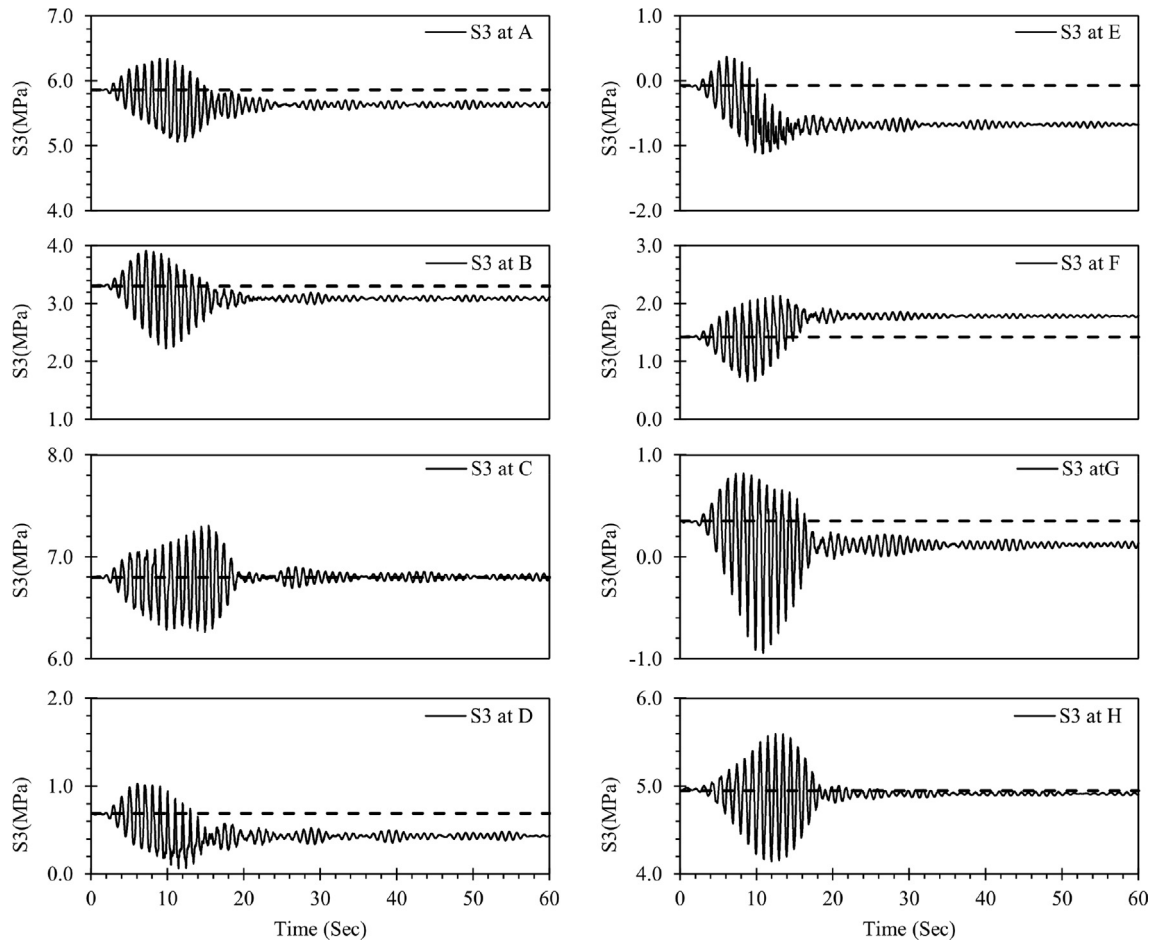 7.0
6.0
5.0
4.0
S3(MPa)
S3 at A
1.0
0.0
-1.0
-2.0
S3(MPa)
S3 at E
4.0
3.0
2.0
1.0
S3(MPa)
S3 at B
3.0
2.0
1.0
0.0
S3(MPa)
S3 at F
8.0
7.0
6.0
S3(MPa)
S3 at C
1.0
0.0
-1.0
S3(MPa)
S3 atG
2.0
1.0
0.0
S3(MPa)
S3 at D
0 10 20 30 40 50 60
Time (Sec)
6.0
5.0
4.0
S3(MPa)
S3 at H
0 10 20 30 40 50 60
Time (Sec)